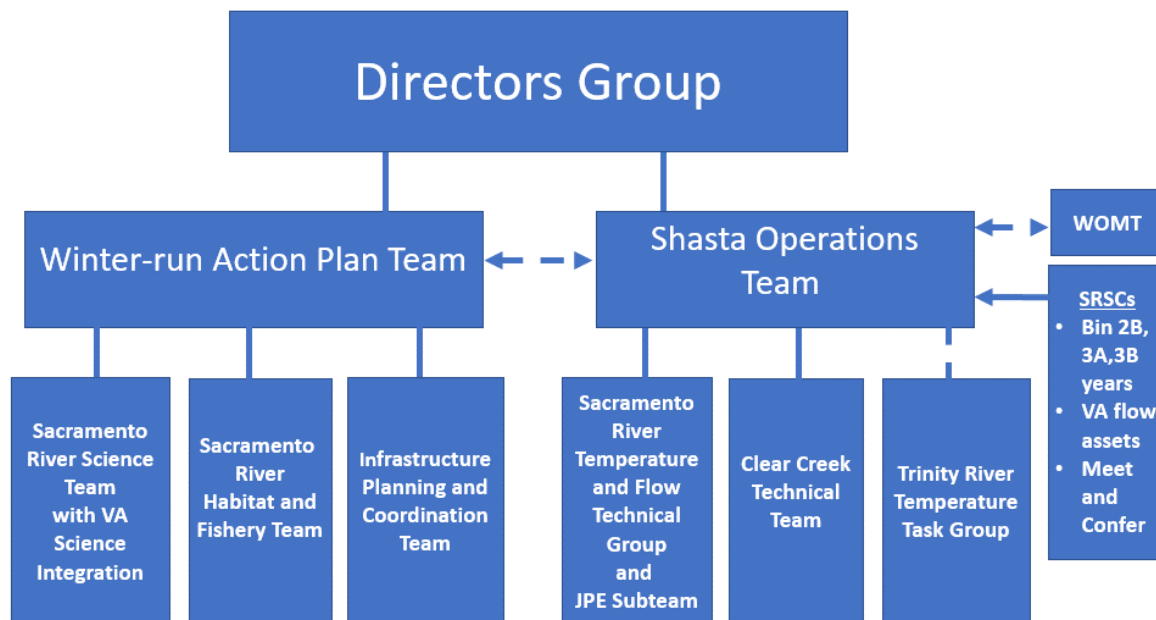 Directors Group
Winter-run Action Plan Team
Shasta Operations
Team
WOMT
SRSCs
• Bin 2B,
3A,3B
years
• VA flow
assets
• Meet
and
Confer
Sacramento
River Science
Team
with VA
Science
Integration
Sacramento
River
Habitat and
Fishery Team
Infrastructure
Planning and
Coordination
Team
Sacramento
River
Temperature
and Flow
Technical
Group
and
JPE Subteam
Clear Creek
Technical
Team
Trinity River
Temperature
Task Group